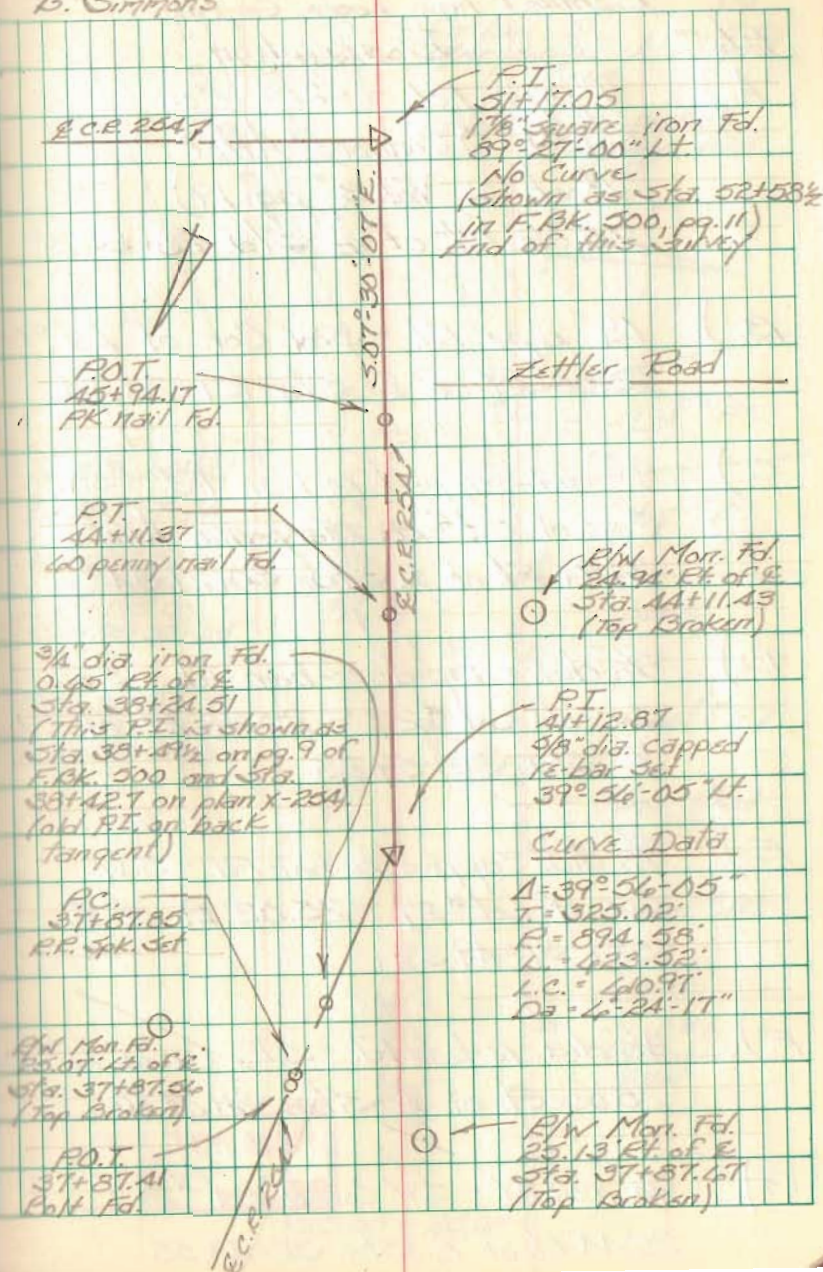 B. Simmons
P.I.
51+17.05
1 7/8" square iron Fd.
89°-27'-00" Lt.
No Curve
(Shown as Sta. 52+58½
in F.BK. 500, pg. 11)
End of this Survey
℄ C.R. 254
S.07°-30'-07"E.
Zettler Road
P.O.T.
45+94.17
PK nail Fd.
℄ C.R. 254
P.T.
44+11.37
60 penny nail Fd.
R/W Mon. Fd.
24.94' Rt. of ℄
Sta. 44+11.43
(Top Broken)
3/4" dia. iron Fd.
0.65' Rt. of ℄
Sta. 38+24.51
(This P.I. is shown as
Sta. 38+49½ on pg. 9 of
F.BK. 500 and Sta.
38+42.7 on plan X-254)
(old P.I. on back
tangent)
P.I.
41+12.87
5/8" dia. capped
re-bar set
39°-56'-05" Lt.
Curve Data
Δ = 39°-56'-05"
T. = 325.02'
R. = 894.58'
L. = 623.52'
L.C. = 610.97'
Da = 6°-24'-17"
P.C.
37+87.85
R.R. Spk. Set
R/W Mon. Fd.
25.07' Lt. of ℄
Sta. 37+87.56
(Top Broken)
P.O.T.
37+87.41
Bolt Fd.
R/W Mon. Fd.
25.13' Rt. of ℄
Sta. 37+87.67
(Top Broken)
℄ C.R. 254